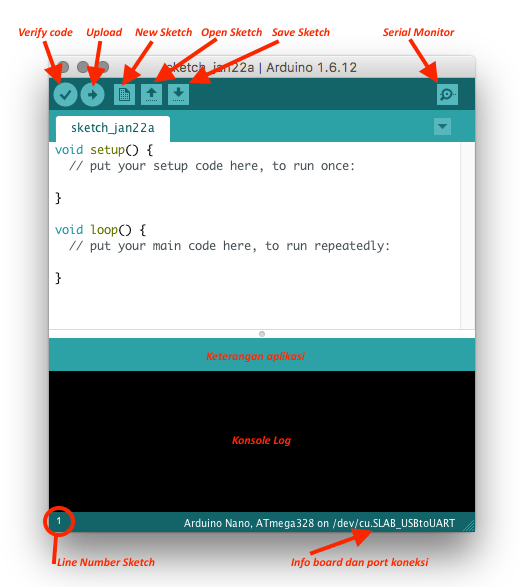 Verify code Upload New Sketch Open Sketch Save Sketch Serial Monitor
sketch_jan22a | Arduino 1.6.12
sketch_jan22a
void setup() {
// put your setup code here, to run once:
}
void loop() {
// put your main code here, to run repeatedly:
}
Keterangan aplikasi
Konsole Log
1
Arduino Nano, ATmega328 on /dev/cu.SLAB_USBtoUART
Line Number Sketch
Info board dan port koneksi